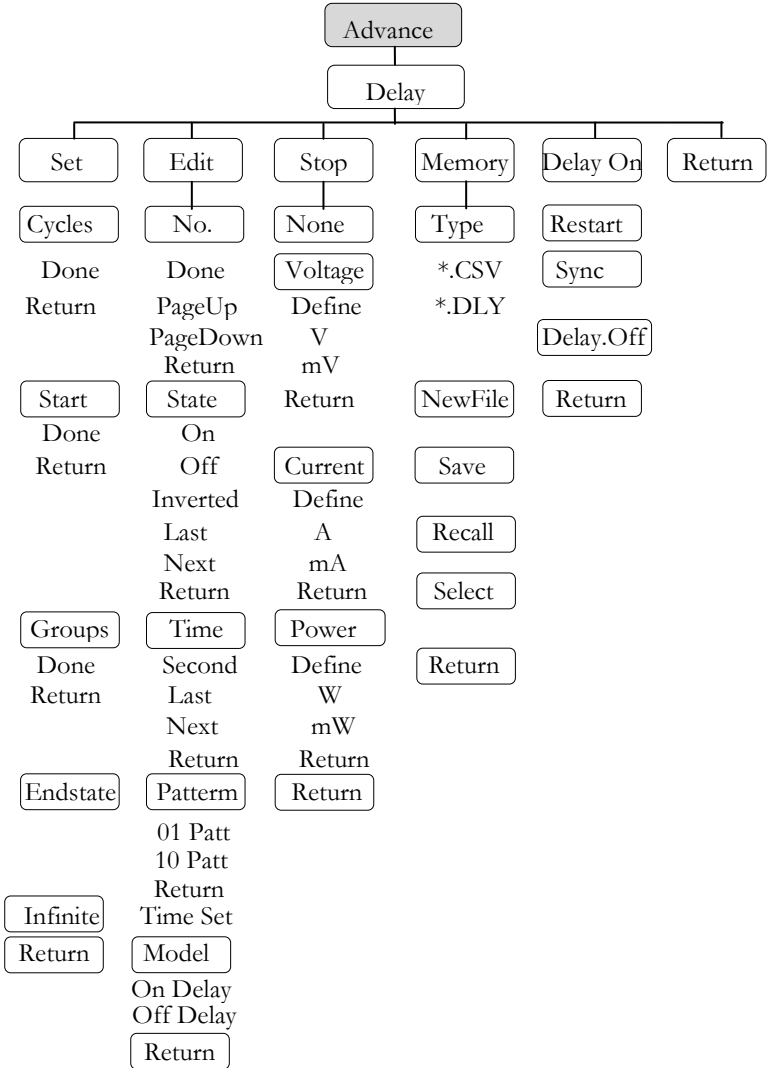 Advance
Delay
Set Edit Stop Memory Delay On Return
Cycles No. None Type Restart
Done Done Voltage *.CSV Sync
Return PageUp Define *.DLY
PageDown V Delay.Off
Return mV
Start State Return NewFile Return
Done On
Return Off Current Save
Inverted Define
Last A Recall
Next mA
Return Return Select
Groups Time Power
Done Second Define Return
Return Last W
Next mW
Return Return
Endstate Patterm Return
01 Patt
10 Patt
Return
Infinite Time Set
Return Model
On Delay
Off Delay
Return